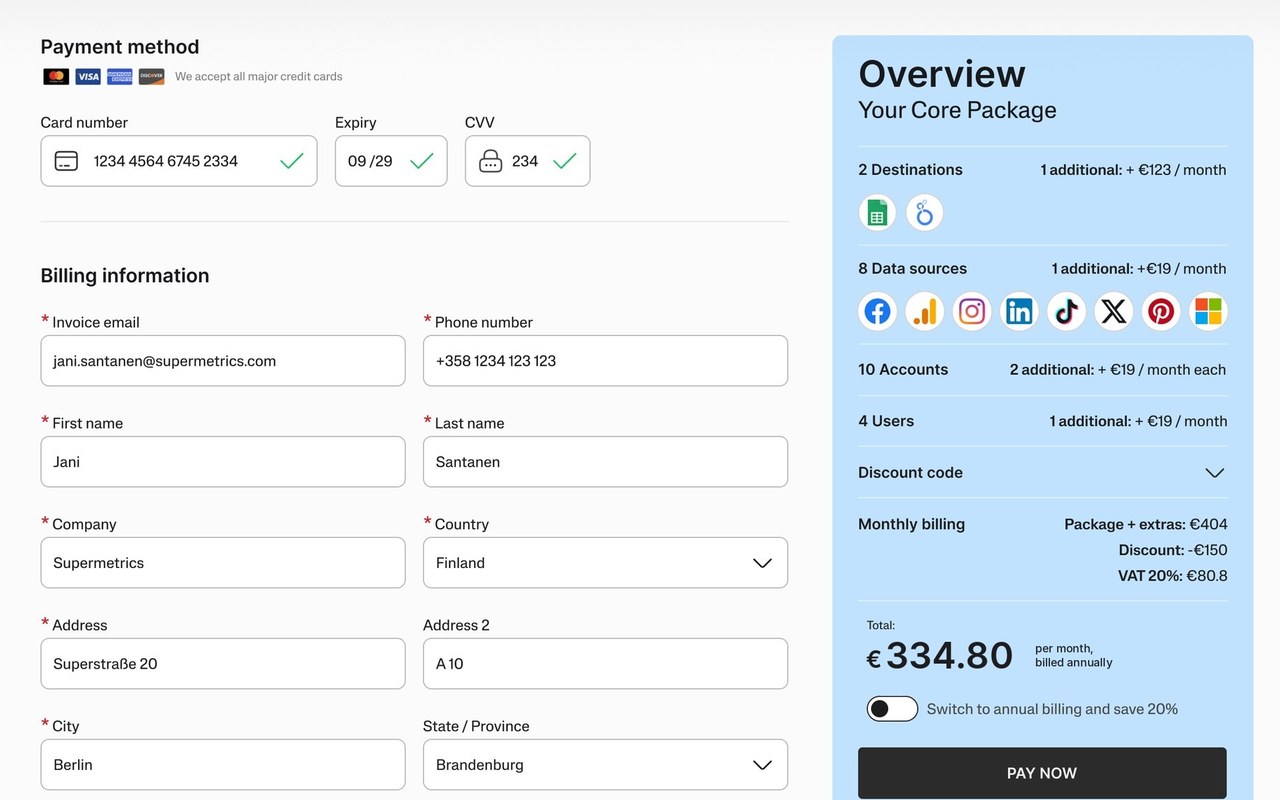 Payment method
VISA
AMERICAN EXPRESS
DISCOVER
We accept all major credit cards
Card number
Expiry
CVV
1234 4564 6745 2334
09 /29
234
Billing information
* Invoice email
* Phone number
jani.santanen@supermetrics.com
+358 1234 123 123
* First name
* Last name
Jani
Santanen
* Company
* Country
Supermetrics
Finland
* Address
Address 2
Superstraße 20
A 10
* City
State / Province
Berlin
Brandenburg
Overview
Your Core Package
2 Destinations
1 additional: + €123 / month
8 Data sources
1 additional: +€19 / month
in
X
10 Accounts
2 additional: + €19 / month each
4 Users
1 additional: + €19 / month
Discount code
Monthly billing
Package + extras: €404
Discount: -€150
VAT 20%: €80.8
Total:
€ 334.80
per month,
billed annually
Switch to annual billing and save 20%
PAY NOW